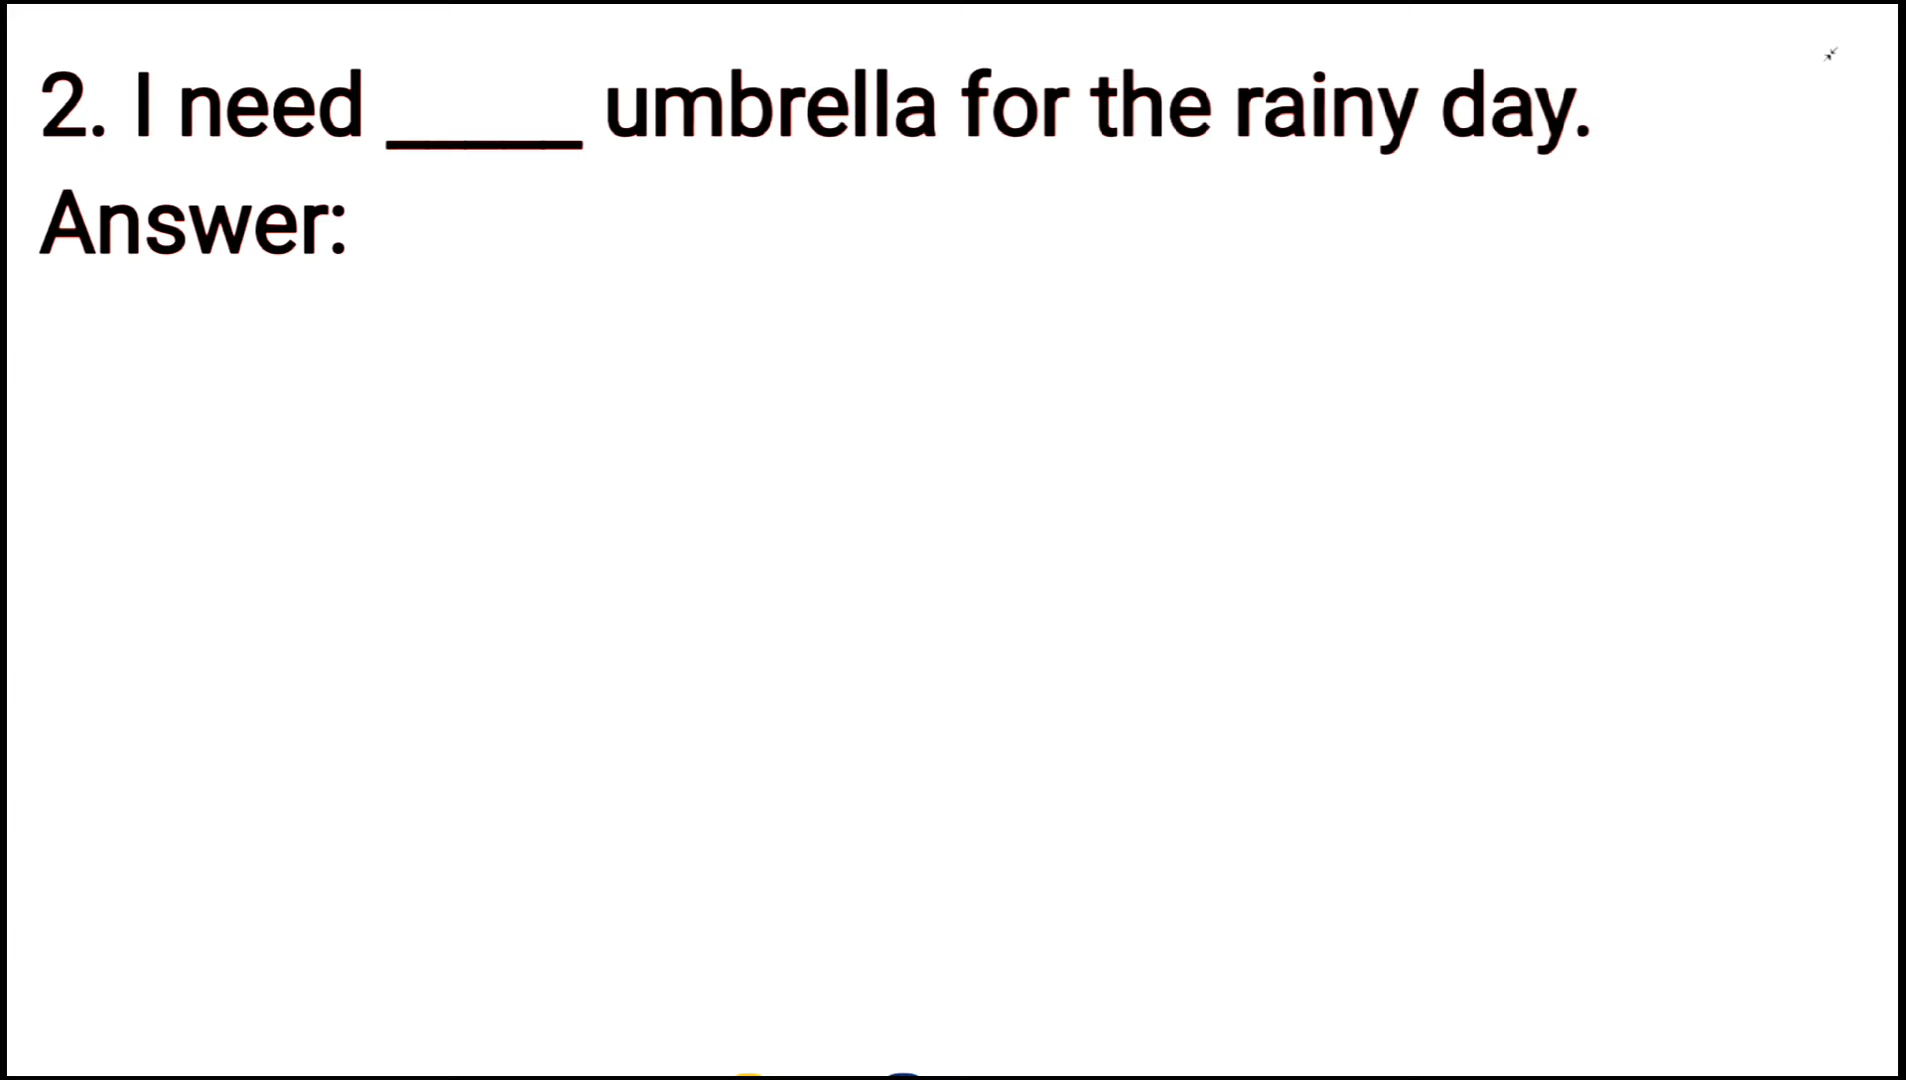 2. I need _____ umbrella for the rainy day.
Answer: